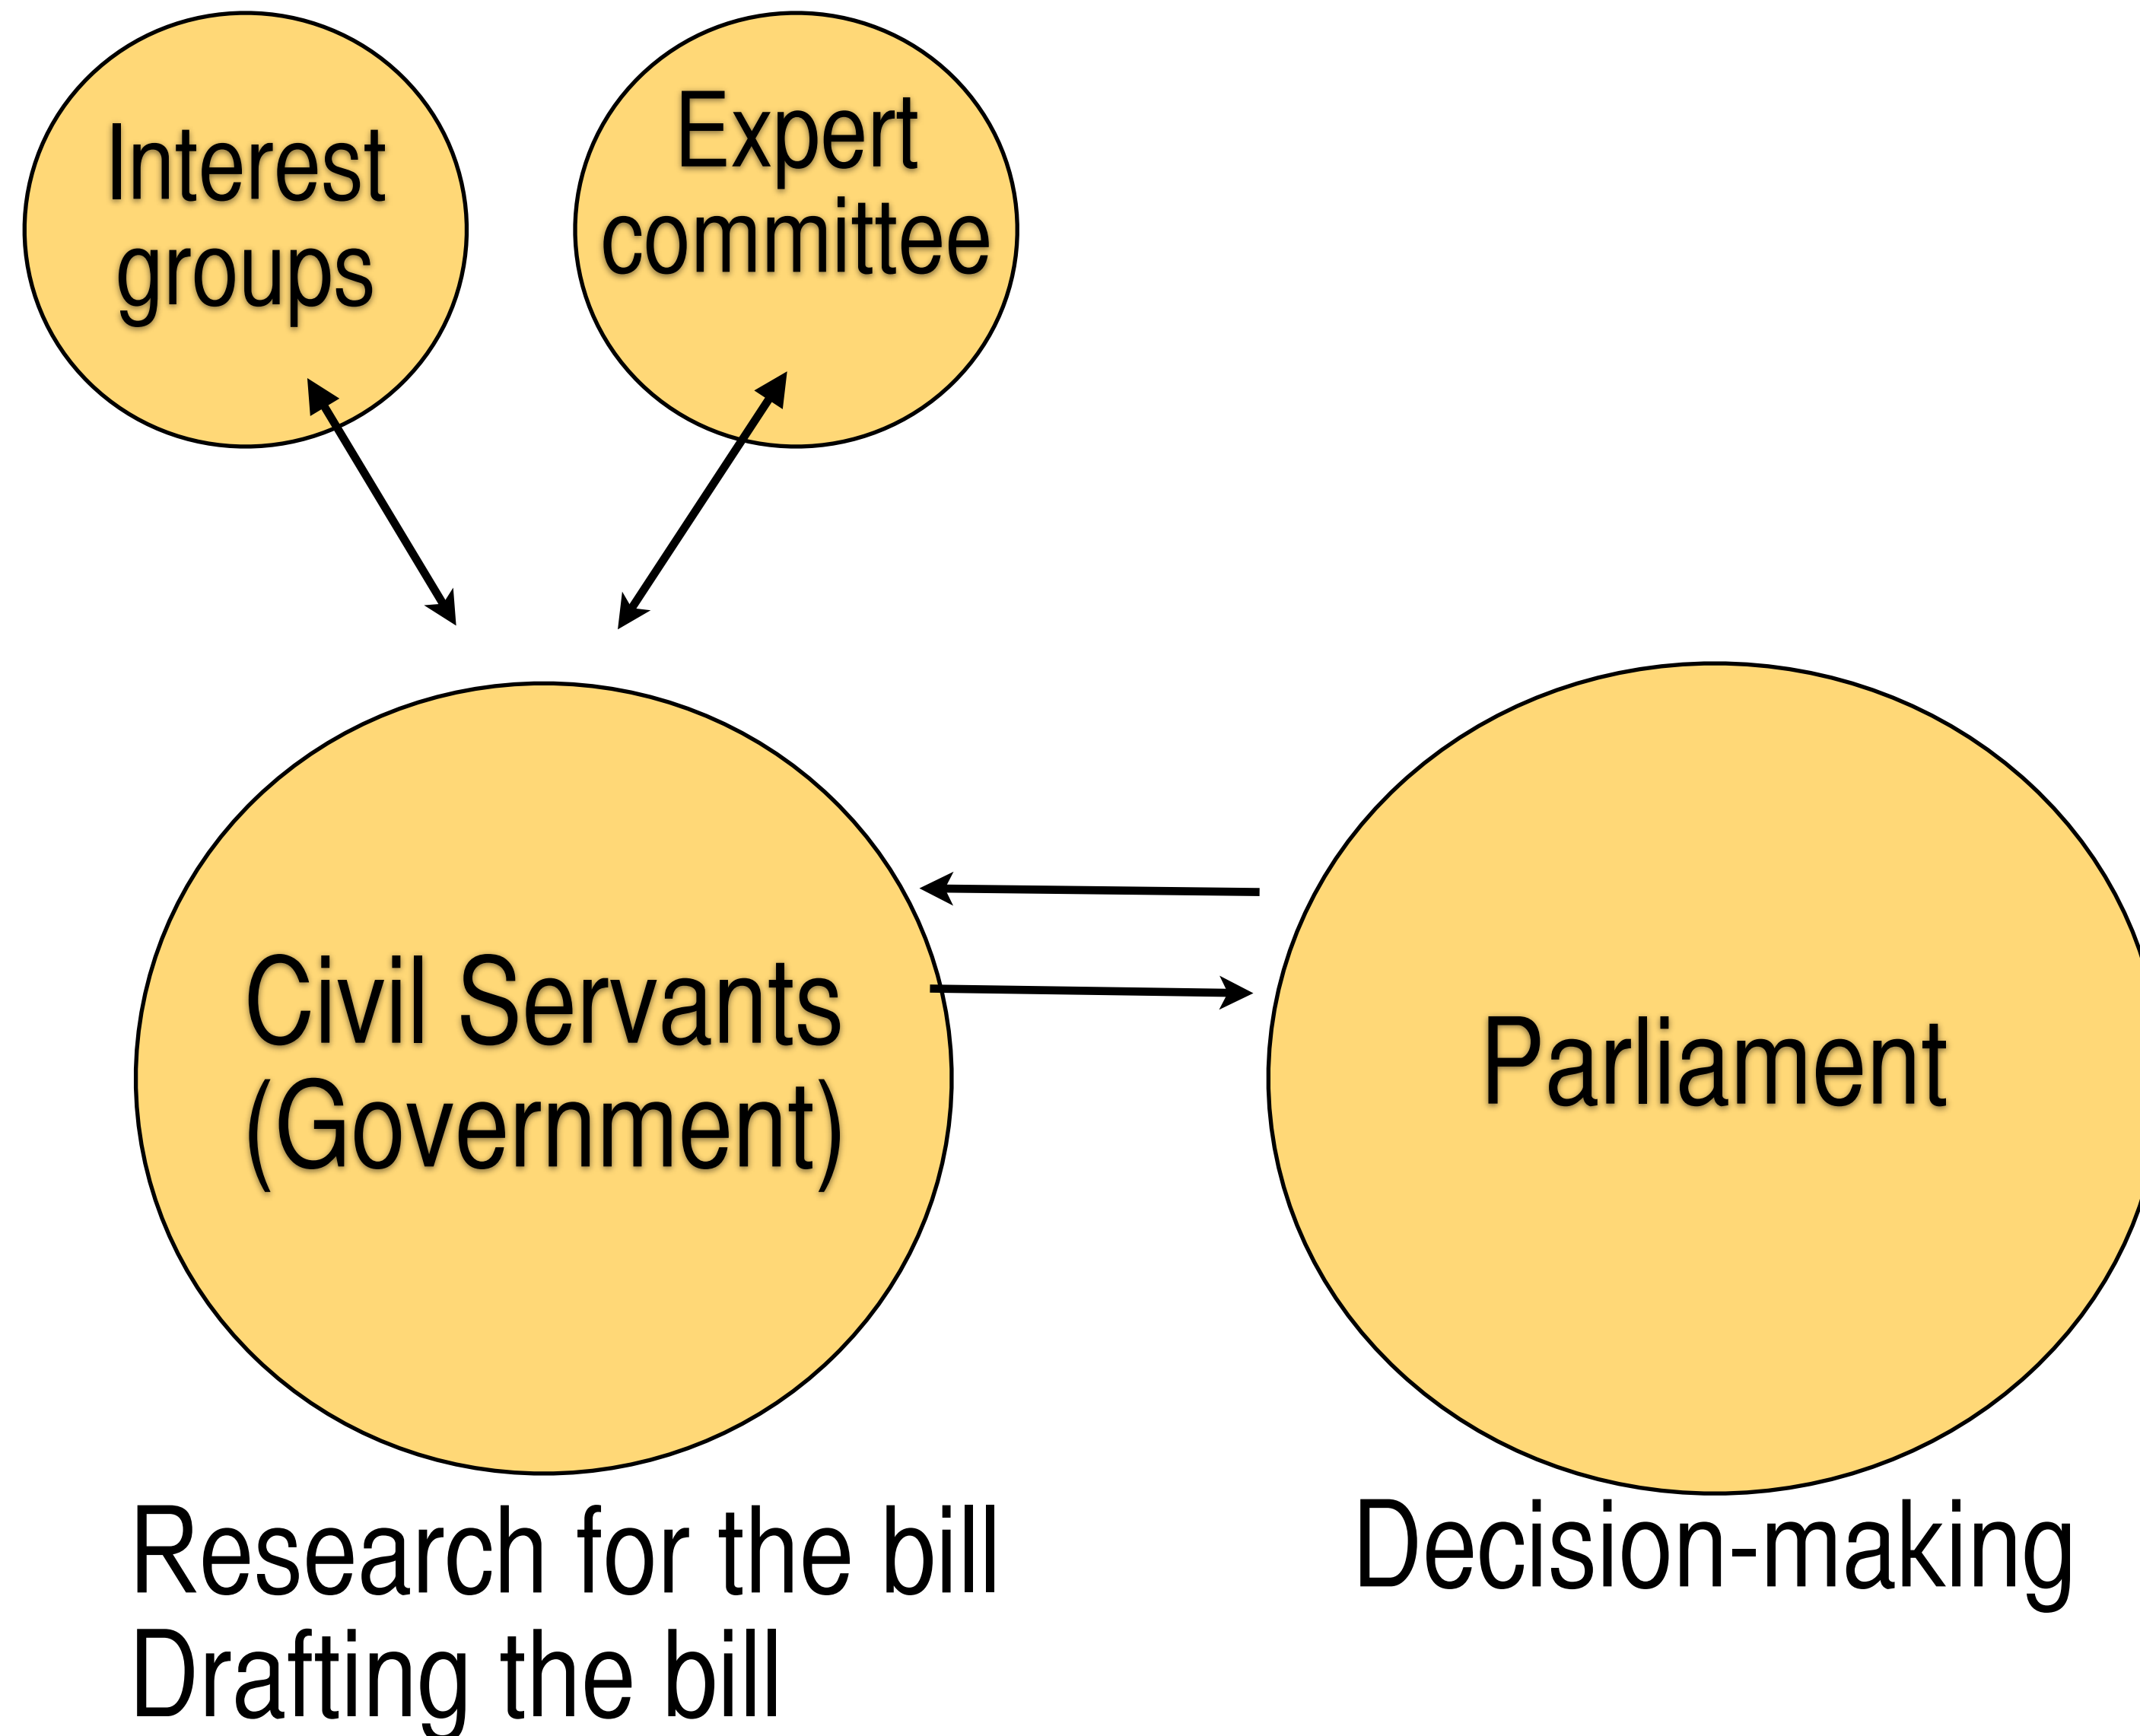 Interest
groups
Expert
committee
Civil Servants
(Government)
Parliament
Research for the bill
Drafting the bill
Decision-making